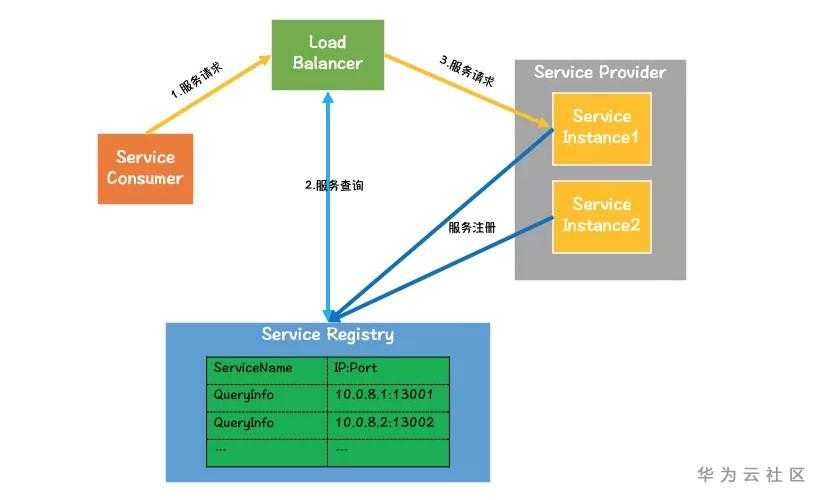 Load
Balancer
1.服务请求
3.服务请求
Service Provider
Service
Instance1
Service
Consumer
2.服务查询
Service
Instance2
服务注册
Service Registry
ServiceName IP:Port
QueryInfo 10.0.8.1:13001
QueryInfo 10.0.8.2:13002
... ...
华为云社区